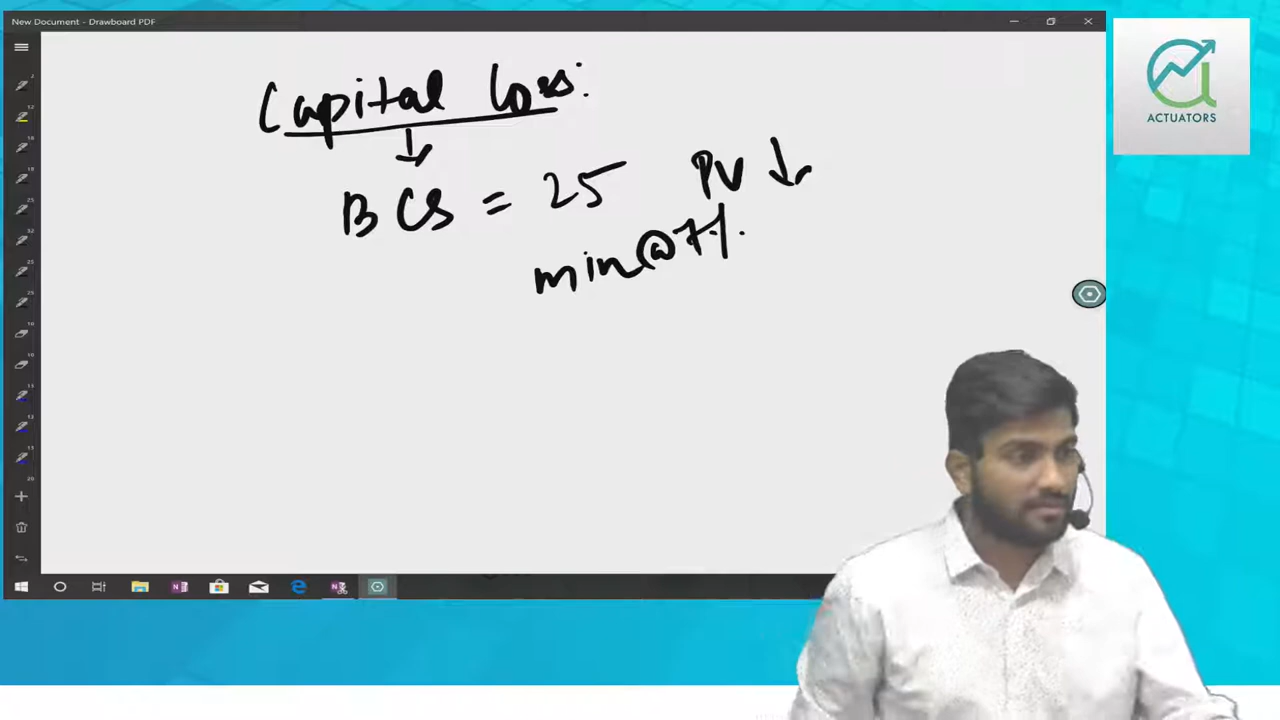 New Document - Drawboard PDF
ACTUATORS
Capital Loss:
BCS = 25 PV ↓
min@7%.